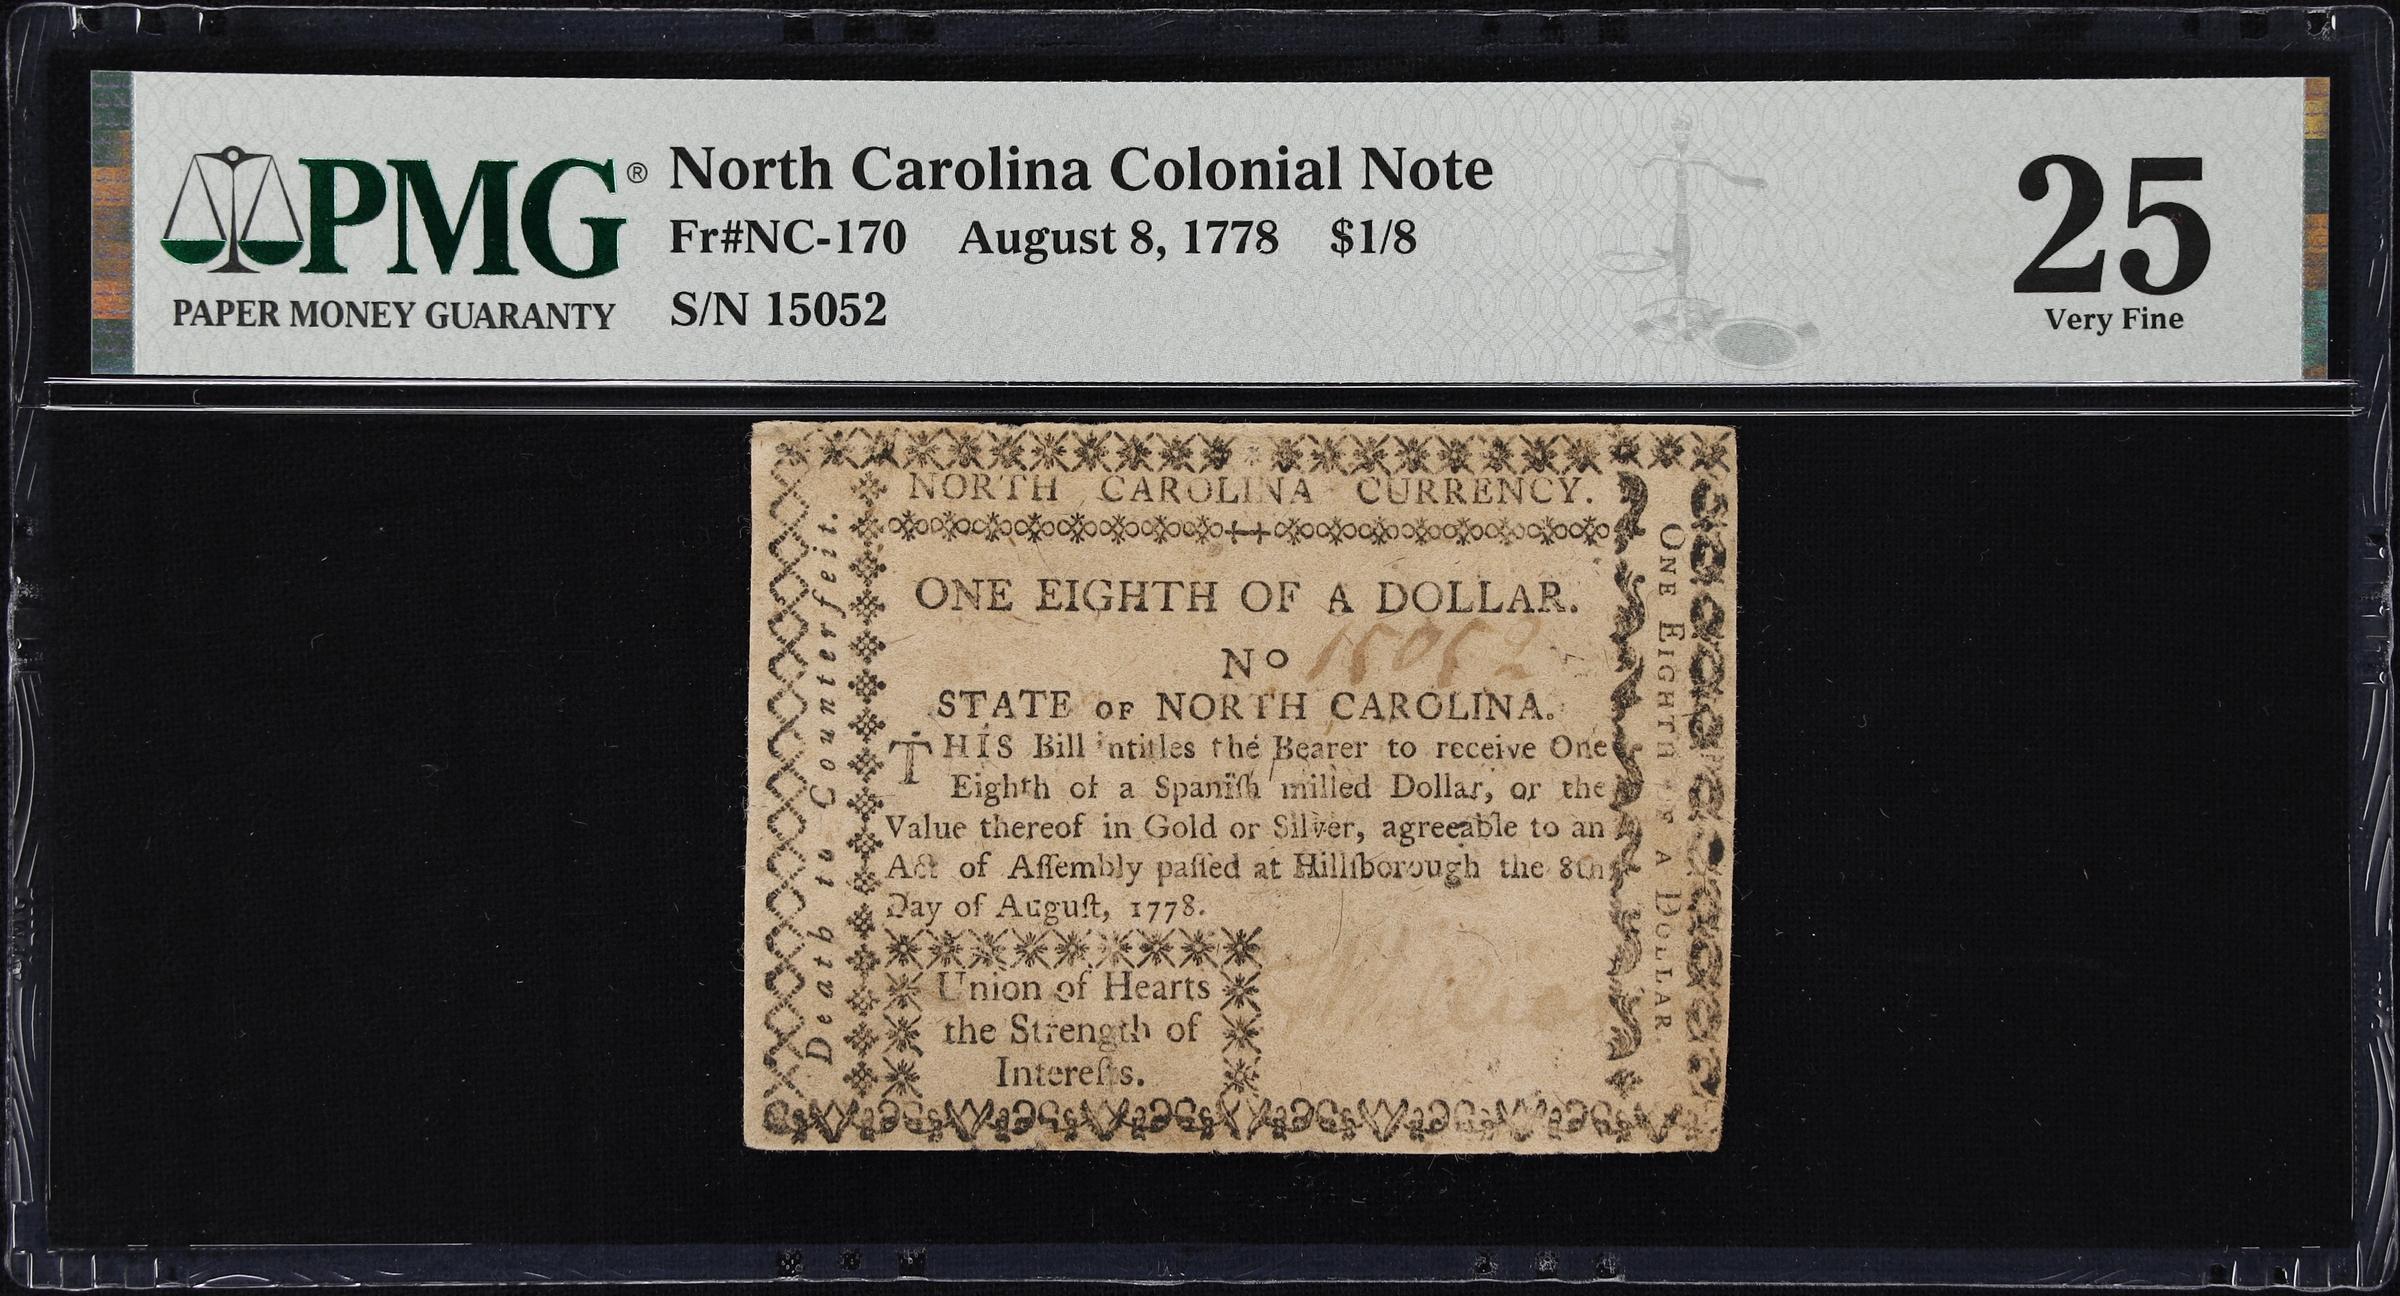 PMG®
PAPER MONEY GUARANTY
North Carolina Colonial Note
Fr#NC-170 August 8, 1778 $1/8
S/N 15052
25
Very Fine
NORTH CAROLINA CURRENCY.
ONE EIGHTH OF A DOLLAR.
No 15052
STATE OF NORTH CAROLINA.
THIS Bill intitles the Bearer to receive One
Eighth of a Spaniſh milled Dollar, or the
Value thereof in Gold or Silver, agreeable to an
Act of Aſſembly paſſed at Hillſborough the 8th
Day of Auguſt, 1778.
Union of Hearts
the Strength of
Intereſts.
Death to Counterfeit.
ONE EIGHTH OF A DOLLAR.